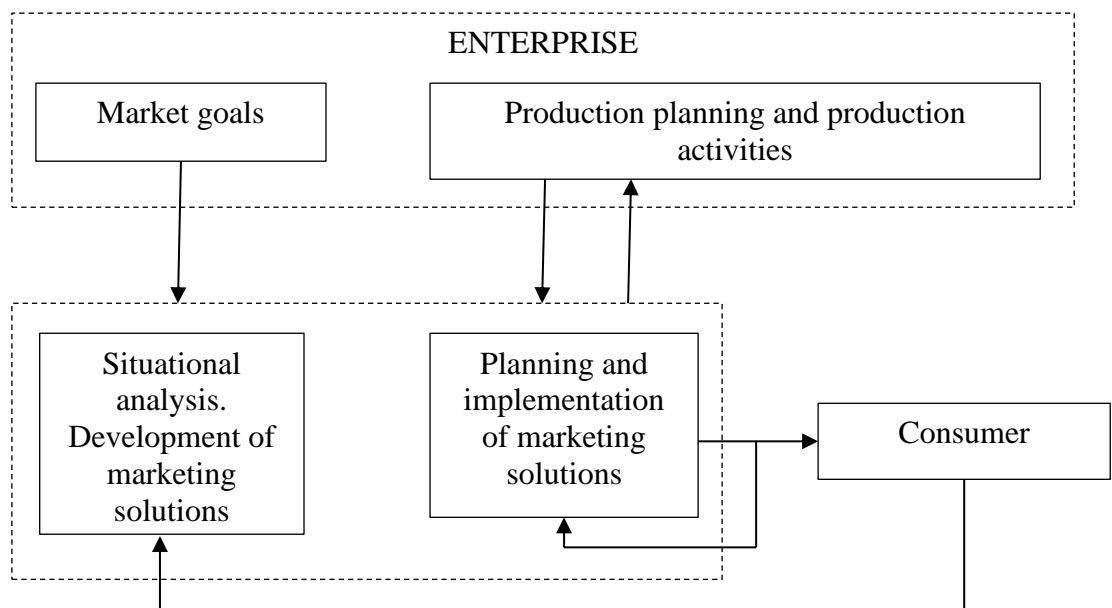 ENTERPRISE
Market goals
Production planning and production
activities
Situational
analysis.
Development of
marketing
solutions
Planning and
implementation
of marketing
solutions
Consumer